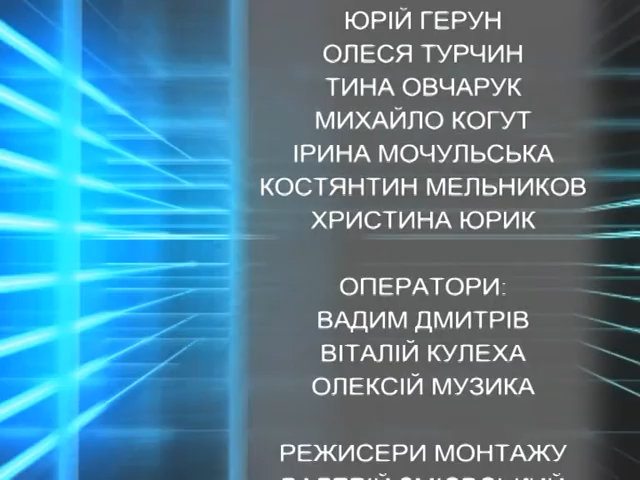 ЮРІЙ ГЕРУН
ОЛЕСЯ ТУРЧИН
ТИНА ОВЧАРУК
МИХАЙЛО КОГУТ
ІРИНА МОЧУЛЬСЬКА
КОСТЯНТИН МЕЛЬНИКОВ
ХРИСТИНА ЮРИК
ОПЕРАТОРИ:
ВАДИМ ДМИТРІВ
ВІТАЛІЙ КУЛЕХА
ОЛЕКСІЙ МУЗИКА
РЕЖИСЕРИ МОНТАЖУ